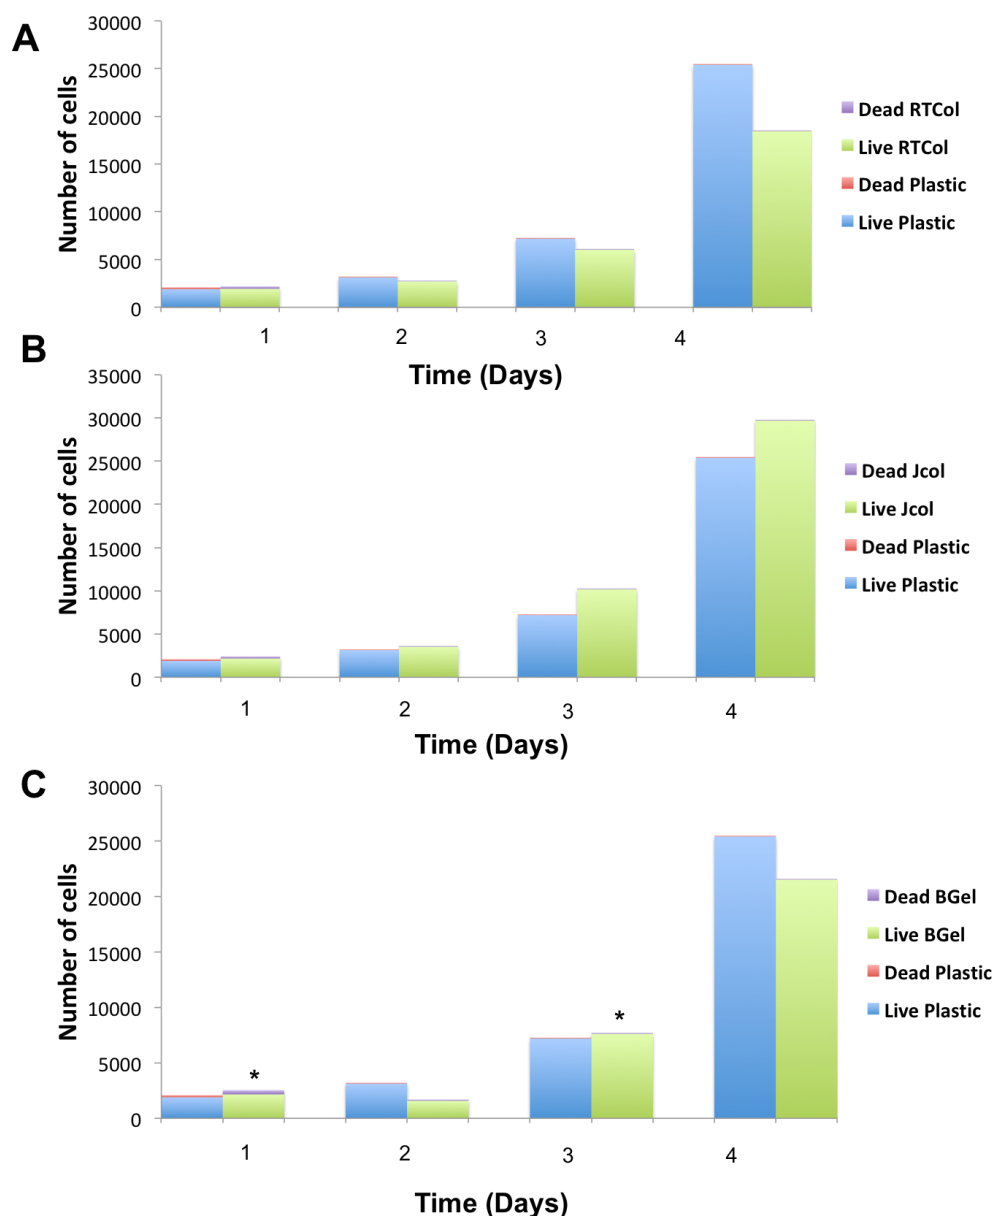 A
Number of cells
30000
25000
20000
15000
10000
5000
0
Dead RTCol
Live RTCol
Dead Plastic
Live Plastic
1 2 3 4
Time (Days)
B
Number of cells
35000
30000
25000
20000
15000
10000
5000
0
Dead Jcol
Live Jcol
Dead Plastic
Live Plastic
1 2 3 4
Time (Days)
C
Number of cells
30000
25000
20000
15000
10000
5000
0
*
*
Dead BGel
Live BGel
Dead Plastic
Live Plastic
1 2 3 4
Time (Days)